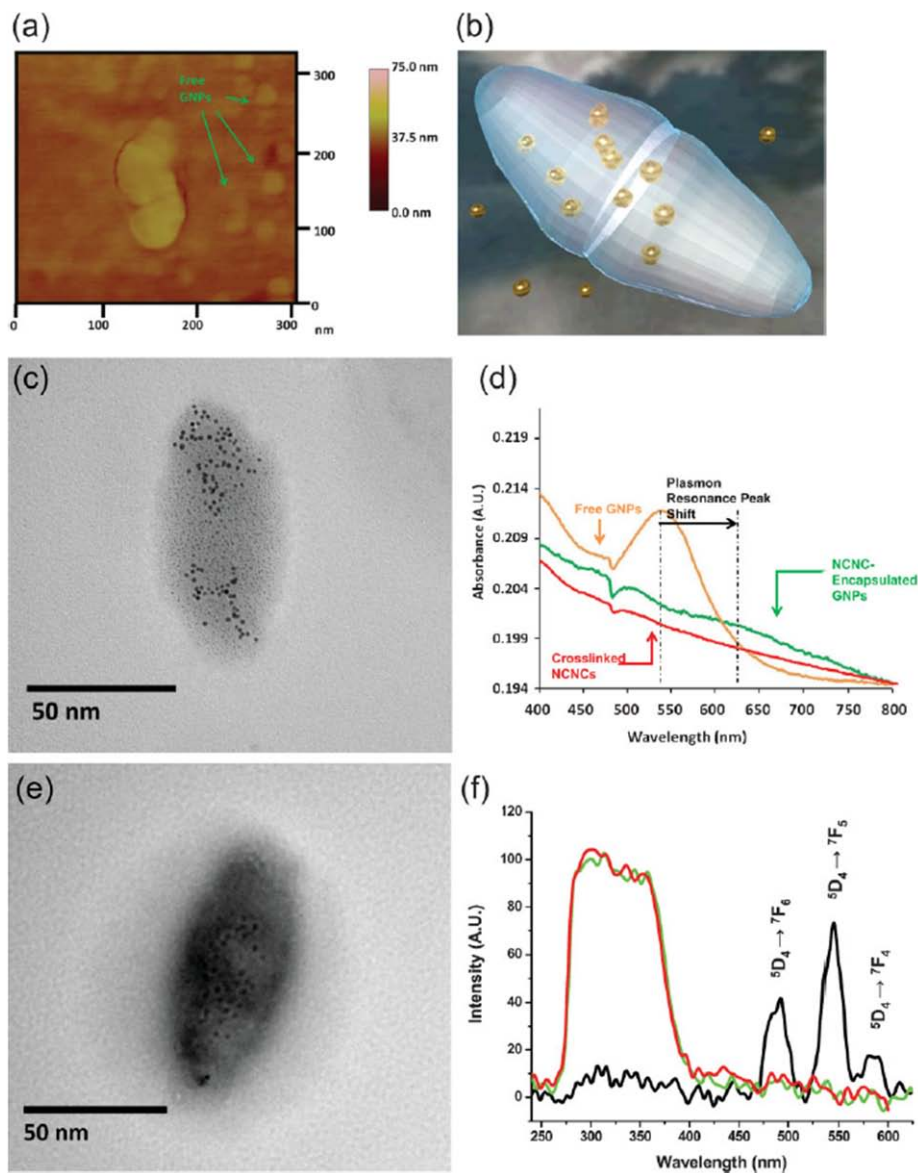 (a)
Free
GNPs
300
200
100
0
0
100
200
300
nm
75.0 nm
37.5 nm
0.0 nm
(b)
(c)
50 nm
(d)
0.219
0.214
0.209
0.204
0.199
0.194
Absorbance (A.U.)
Free GNPs
Plasmon
Resonance Peak
Shift
NCNC-
Encapsulated
GNPs
Crosslinked
NCNCs
400
450
500
550
600
650
700
750
800
Wavelength (nm)
(e)
50 nm
(f)
120
100
80
60
40
20
0
Intensity (A.U.)
⁵D₄ → ⁷F₆
⁵D₄ → ⁷F₅
⁵D₄ → ⁷F₄
250
300
350
400
450
500
550
600
Wavelength (nm)